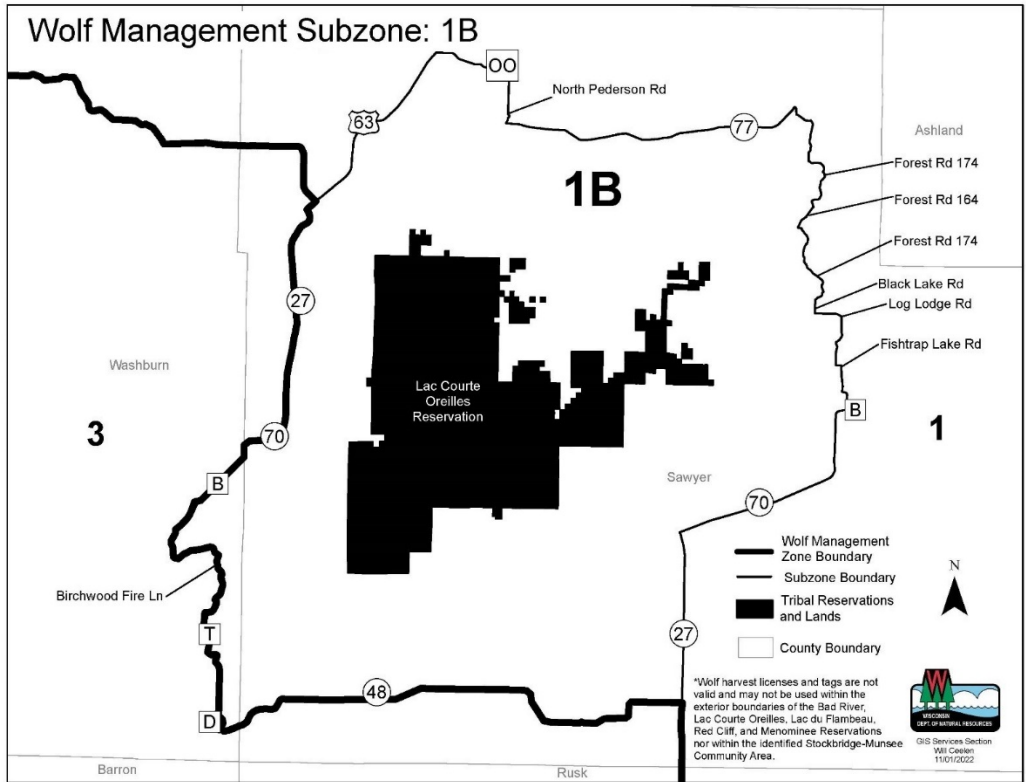 Wolf Management Subzone: 1B
OO
North Pederson Rd
63
77
Ashland
Forest Rd 174
1B
Forest Rd 164
Forest Rd 174
Black Lake Rd
27
Log Lodge Rd
Fishtrap Lake Rd
Washburn
Lac Courte
Oreilles
Reservation
B
3
70
1
Sawyer
B
70
Wolf Management
Zone Boundary
Subzone Boundary
N
Birchwood Fire Ln
Tribal Reservations
and Lands
T
27
County Boundary
48
D
*Wolf harvest licenses and tags are not
valid and may not be used within the
exterior boundaries of the Bad River,
Lac Courte Oreilles, Lac du Flambeau,
Red Cliff, and Menominee Reservations
nor within the identified Stockbridge-Munsee
Community Area.
W
WISCONSIN
DEPT. OF NATURAL RESOURCES
GIS Services Section
Will Ceelen
11/01/2022
Barron
Rusk